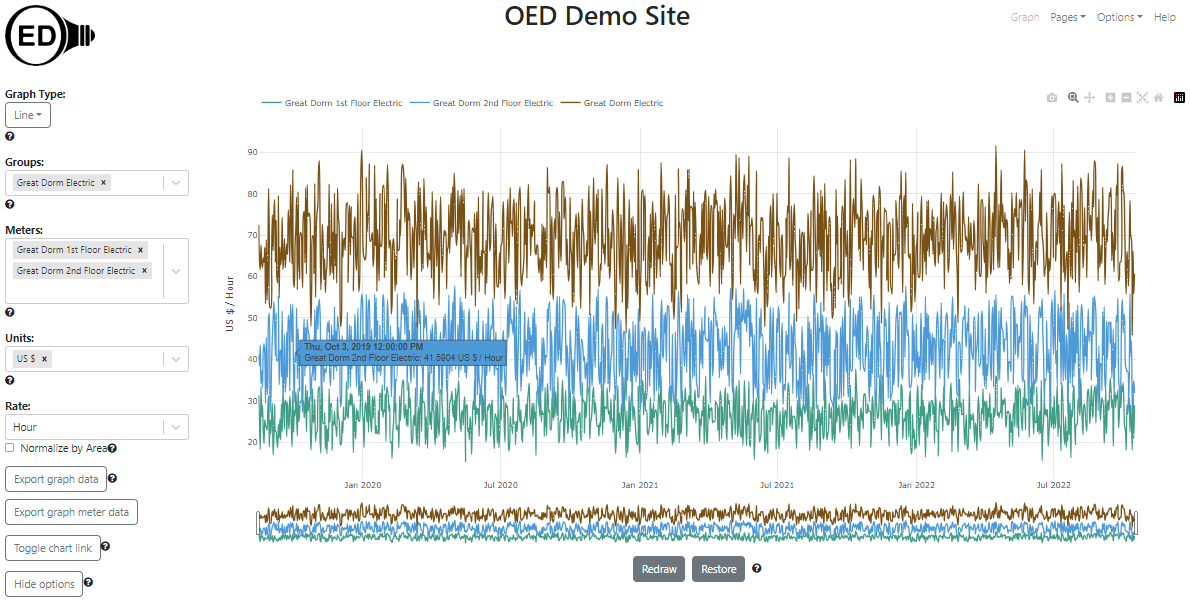 ED
OED Demo Site
Graph Pages Options Help
Graph Type:
Line
?
Groups:
Great Dorm Electric ×
?
Meters:
Great Dorm 1st Floor Electric ×
Great Dorm 2nd Floor Electric ×
?
Units:
US $ ×
?
Rate:
Hour
Normalize by Area ?
Export graph data ?
Export graph meter data
Toggle chart link ?
Hide options ?
Great Dorm 1st Floor Electric Great Dorm 2nd Floor Electric Great Dorm Electric
US $ / Hour
90
80
70
60
50
40
30
20
Thu, Oct 3, 2019 12:00:00 PM
Great Dorm 2nd Floor Electric: 41.5904 US $ / Hour
Jan 2020 Jul 2020 Jan 2021 Jul 2021 Jan 2022 Jul 2022
Redraw Restore ?